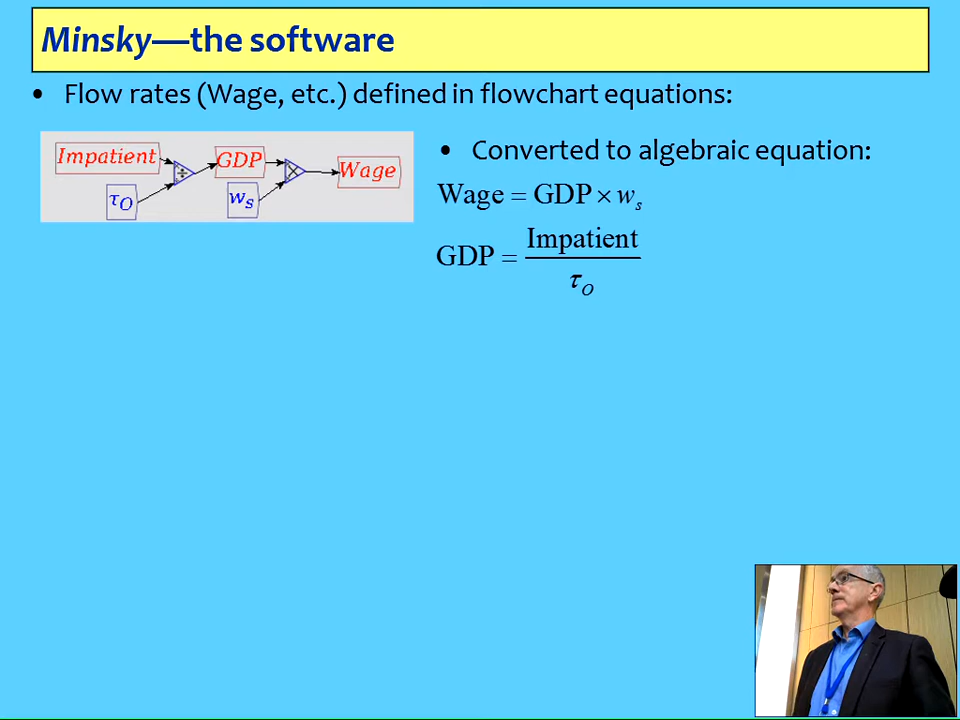 Minsky—the software
• Flow rates (Wage, etc.) defined in flowchart equations:
Impatient
÷
GDP
×
Wage
τO
ws
• Converted to algebraic equation:
Wage = GDP × ws
GDP = Impatient / τO